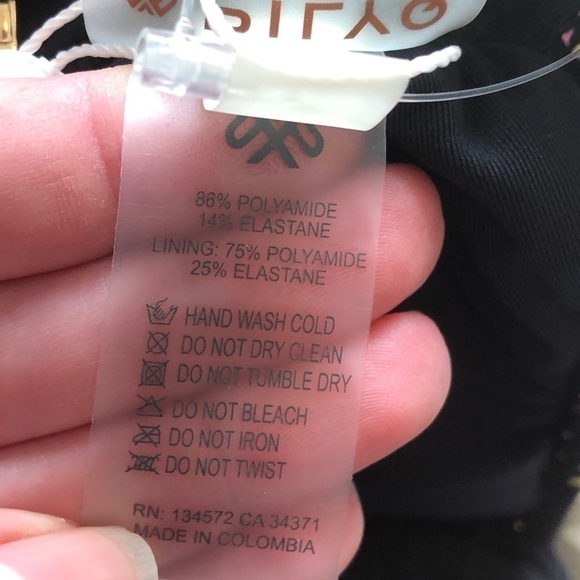 PILYQ
86% POLYAMIDE
14% ELASTANE
LINING: 75% POLYAMIDE
25% ELASTANE
HAND WASH COLD
DO NOT DRY CLEAN
DO NOT TUMBLE DRY
DO NOT BLEACH
DO NOT IRON
DO NOT TWIST
RN: 134572 CA 34371
MADE IN COLOMBIA